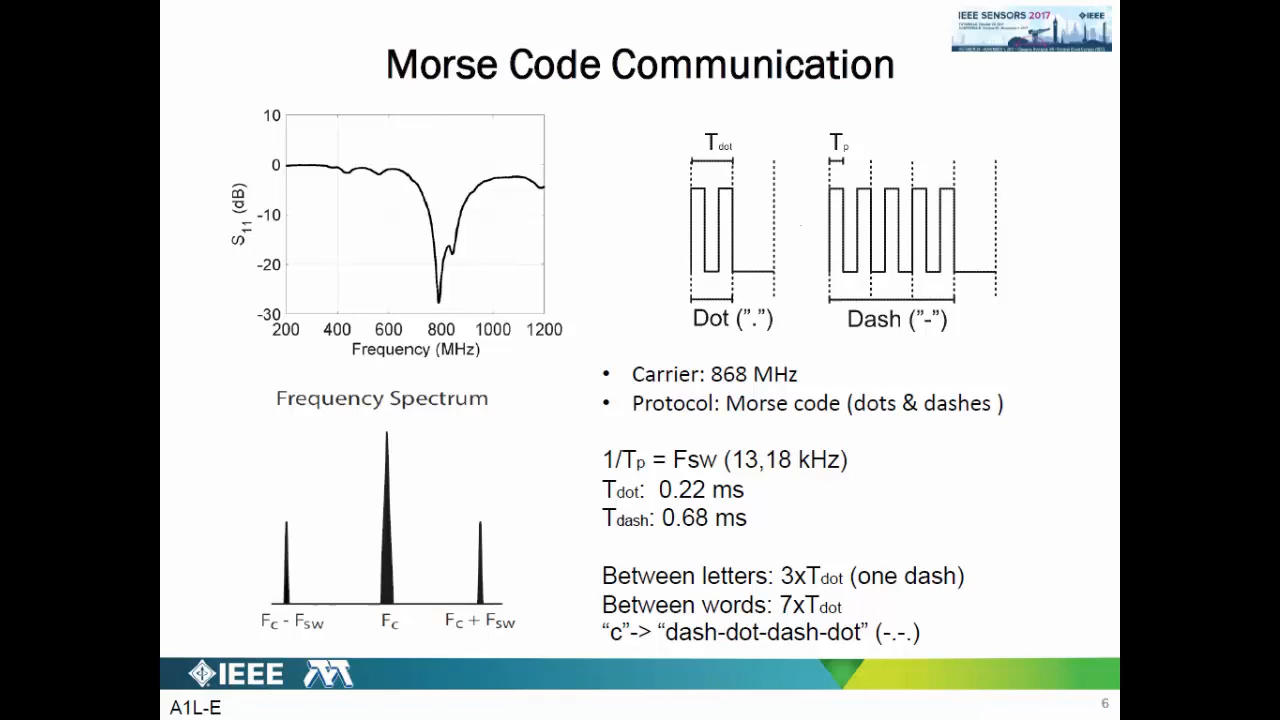 IEEE SENSORS 2017
IEEE
Morse Code Communication
10
0
-10
-20
-30
S11 (dB)
200 400 600 800 1000 1200
Frequency (MHz)
Tdot
Tp
Dot (”.”)
Dash (”-”)
Frequency Spectrum
FC - FSW
FC
FC + FSW
• Carrier: 868 MHz
• Protocol: Morse code (dots & dashes )
1/Tp = Fsw (13,18 kHz)
Tdot: 0.22 ms
Tdash: 0.68 ms
Between letters: 3xTdot (one dash)
Between words: 7xTdot
“c”-> “dash-dot-dash-dot” (-.-.)
IEEE
A1L-E
6